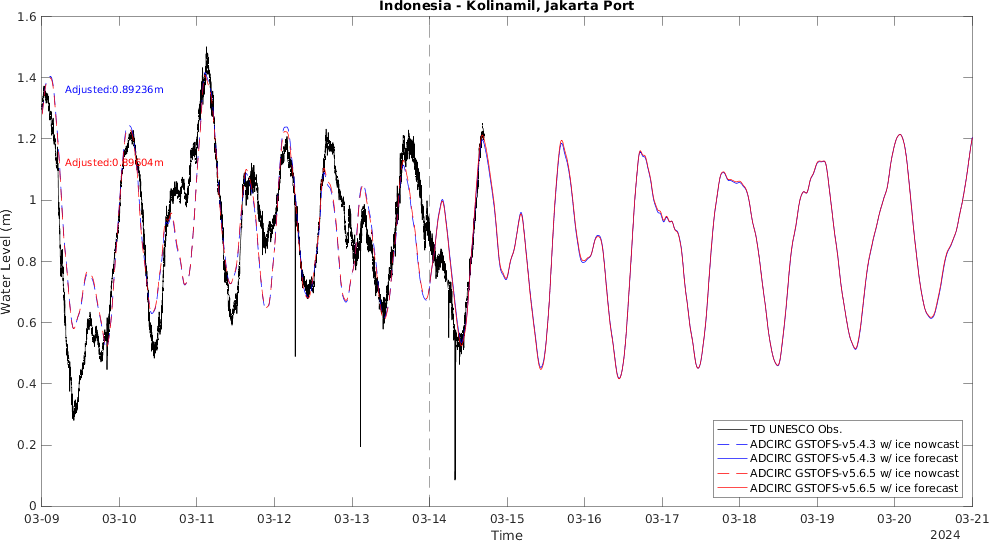 Indonesia - Kolinamil, Jakarta Port
Water Level (m)
1.6
1.4
1.2
1
0.8
0.6
0.4
0.2
0
Adjusted:0.89236m
Adjusted:0.89604m
TD UNESCO Obs.
ADCIRC GSTOFS-v5.4.3 w/ ice nowcast
ADCIRC GSTOFS-v5.4.3 w/ ice forecast
ADCIRC GSTOFS-v5.6.5 w/ ice nowcast
ADCIRC GSTOFS-v5.6.5 w/ ice forecast
03-09 03-10 03-11 03-12 03-13 03-14 03-15 03-16 03-17 03-18 03-19 03-20 03-21
Time
2024